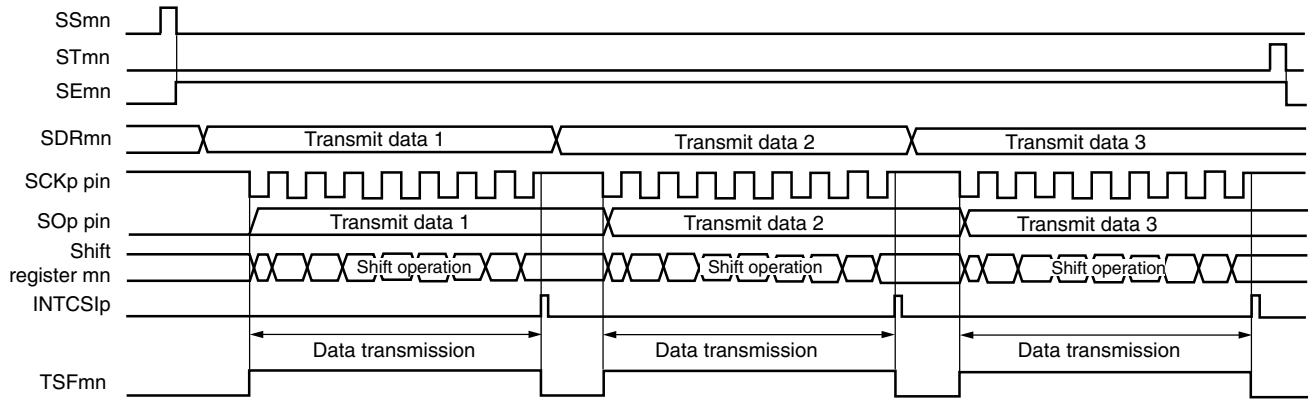 SSmn
STmn
SEmn
SDRmn Transmit data 1 Transmit data 2 Transmit data 3
SCKp pin
SOp pin Transmit data 1 Transmit data 2 Transmit data 3
Shift
register mn Shift operation Shift operation Shift operation
INTCSIp
Data transmission Data transmission Data transmission
TSFmn